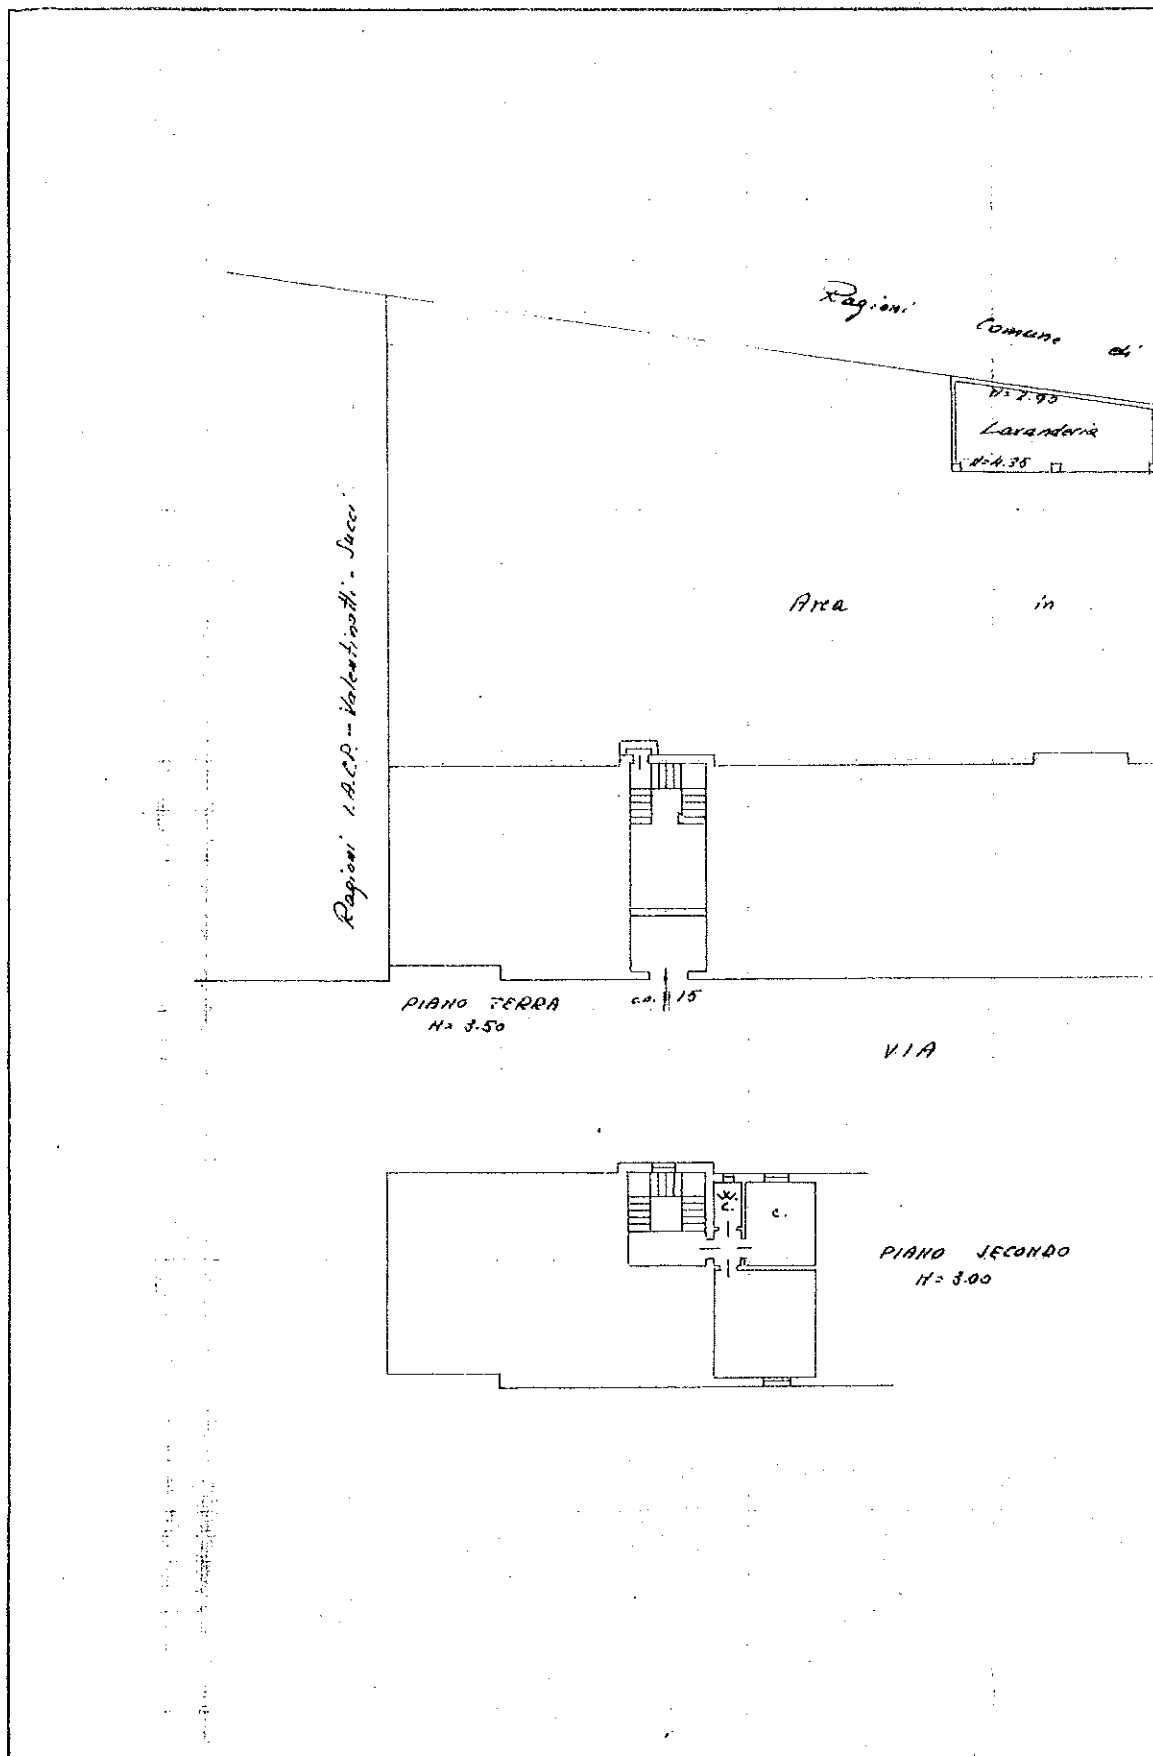 Ragioni Comune di
H=2.90
Lavanderia
H=4.35
Ragioni I.A.C.P. - Valentinotti - Succi
Area in
PIANO TERRA
H= 3.50
c.n. 15
VIA
W.C.
c.
PIANO SECONDO
H= 3.00